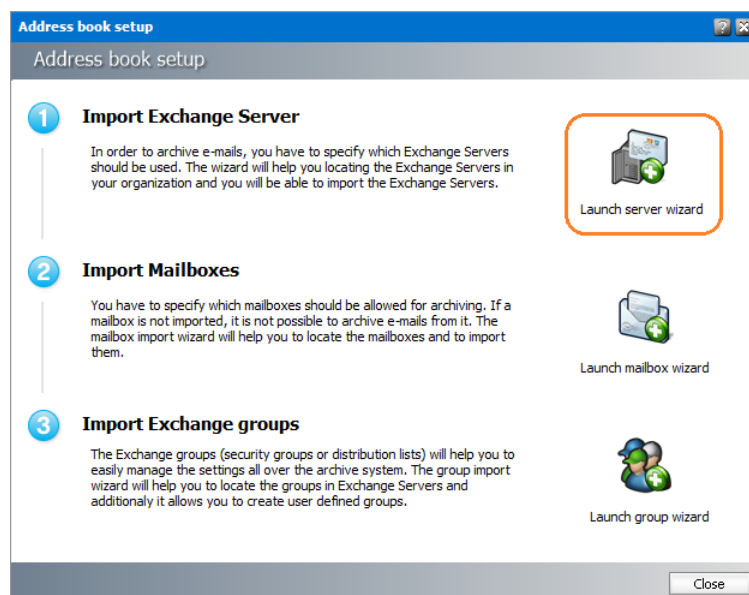 Address book setup
Address book setup
1
Import Exchange Server
In order to archive e-mails, you have to specify which Exchange Servers
should be used. The wizard will help you locating the Exchange Servers in
your organization and you will be able to import the Exchange Servers.
Launch server wizard
2
Import Mailboxes
You have to specify which mailboxes should be allowed for archiving. If a
mailbox is not imported, it is not possible to archive e-mails from it. The
mailbox import wizard will help you to locate the mailboxes and to import
them.
Launch mailbox wizard
3
Import Exchange groups
The Exchange groups (security groups or distribution lists) will help you to
easily manage the settings all over the archive system. The group import
wizard will help you to locate the groups in Exchange Servers and
additionaly it allows you to create user defined groups.
Launch group wizard
Close